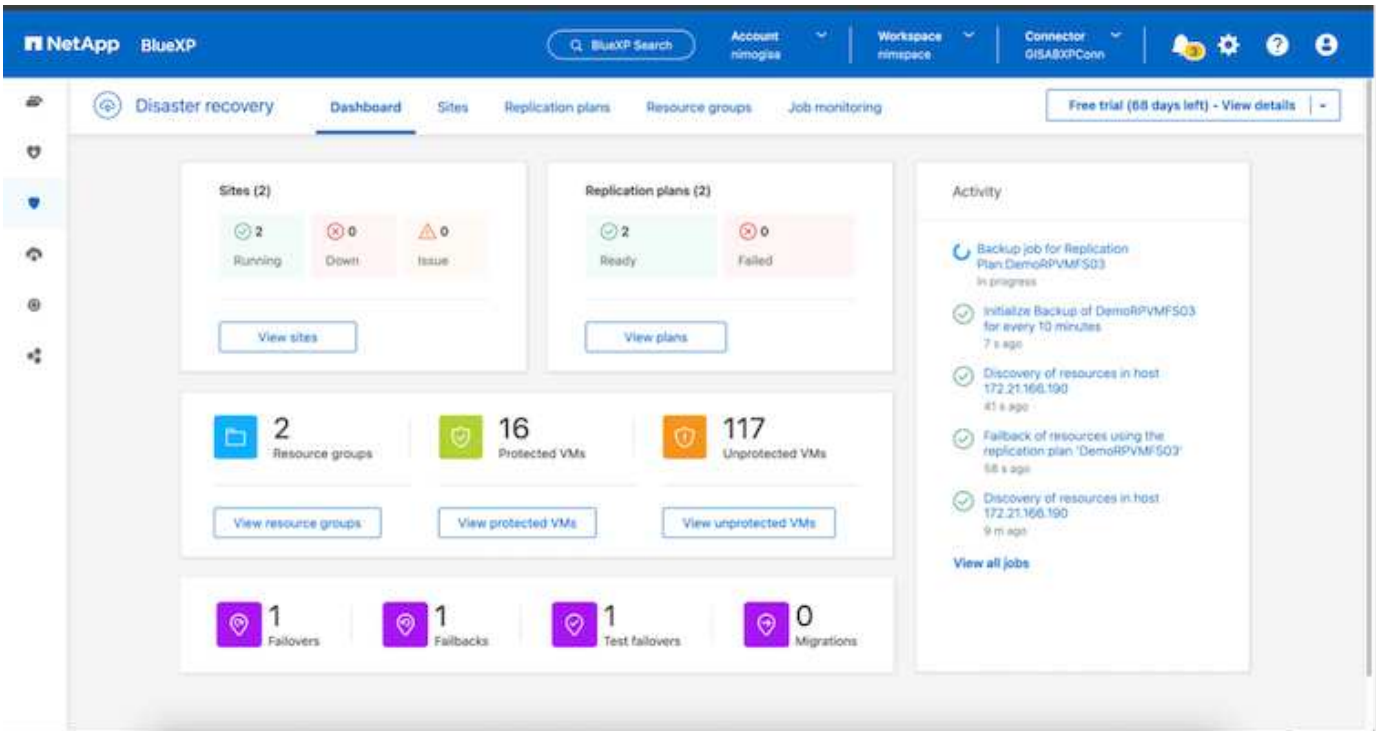 NetApp BlueXP
BlueXP Search
Account
nimogisa
Workspace
nimspace
Connector
GISABXPConn
3
Disaster recovery
Dashboard
Sites
Replication plans
Resource groups
Job monitoring
Free trial (68 days left) - View details
Sites (2)
2
Running
0
Down
0
Issue
View sites
Replication plans (2)
2
Ready
0
Failed
View plans
2
Resource groups
View resource groups
16
Protected VMs
View protected VMs
117
Unprotected VMs
View unprotected VMs
1
Failovers
1
Failbacks
1
Test failovers
0
Migrations
Activity
Backup job for Replication
Plan:DemoRPVMFS03
In progress
Initialize Backup of DemoRPVMFS03
for every 10 minutes
7 s ago
Discovery of resources in host
172.21.166.190
41 s ago
Failback of resources using the
replication plan 'DemoRPVMFS03'
58 s ago
Discovery of resources in host
172.21.166.190
9 m ago
View all jobs